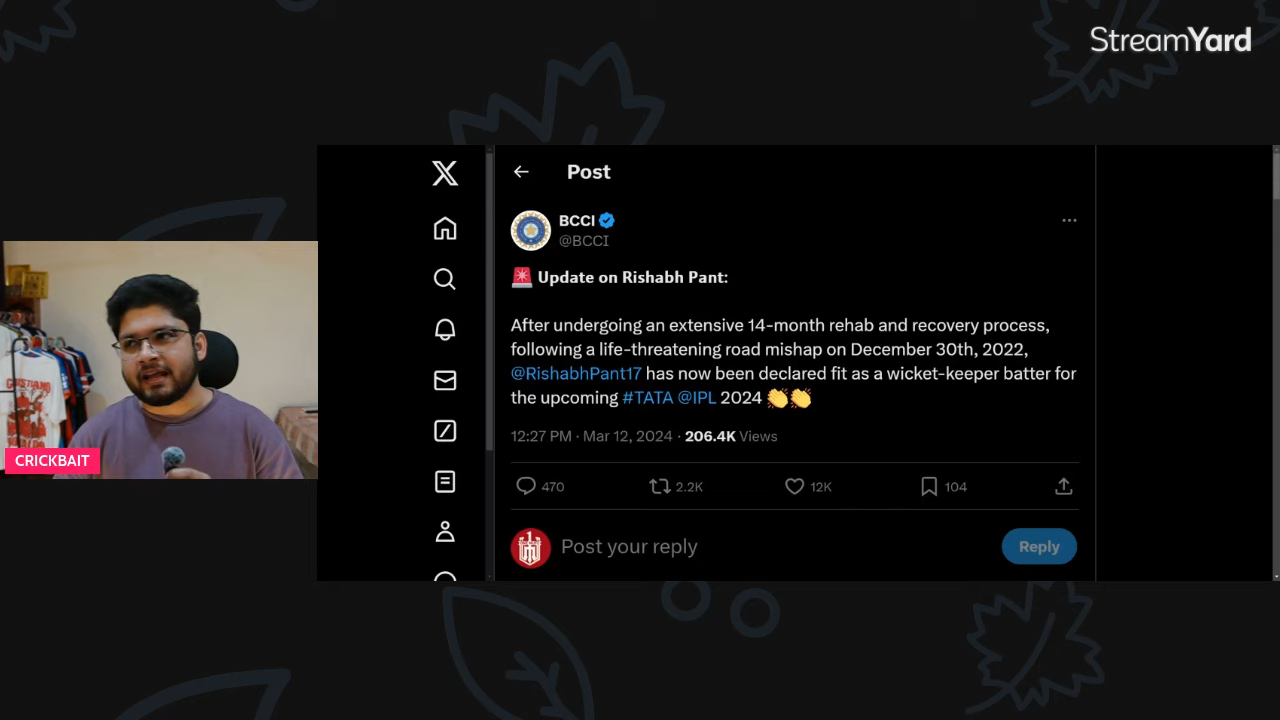 StreamYard
Post
BCCI
@BCCI
🚨 Update on Rishabh Pant:
After undergoing an extensive 14-month rehab and recovery process,
following a life-threatening road mishap on December 30th, 2022,
@RishabhPant17 has now been declared fit as a wicket-keeper batter for
the upcoming #TATA @IPL 2024 👏👏
12:27 PM · Mar 12, 2024 · 206.4K Views
470 2.2K 12K 104
Post your reply
Reply
CRICKBAIT